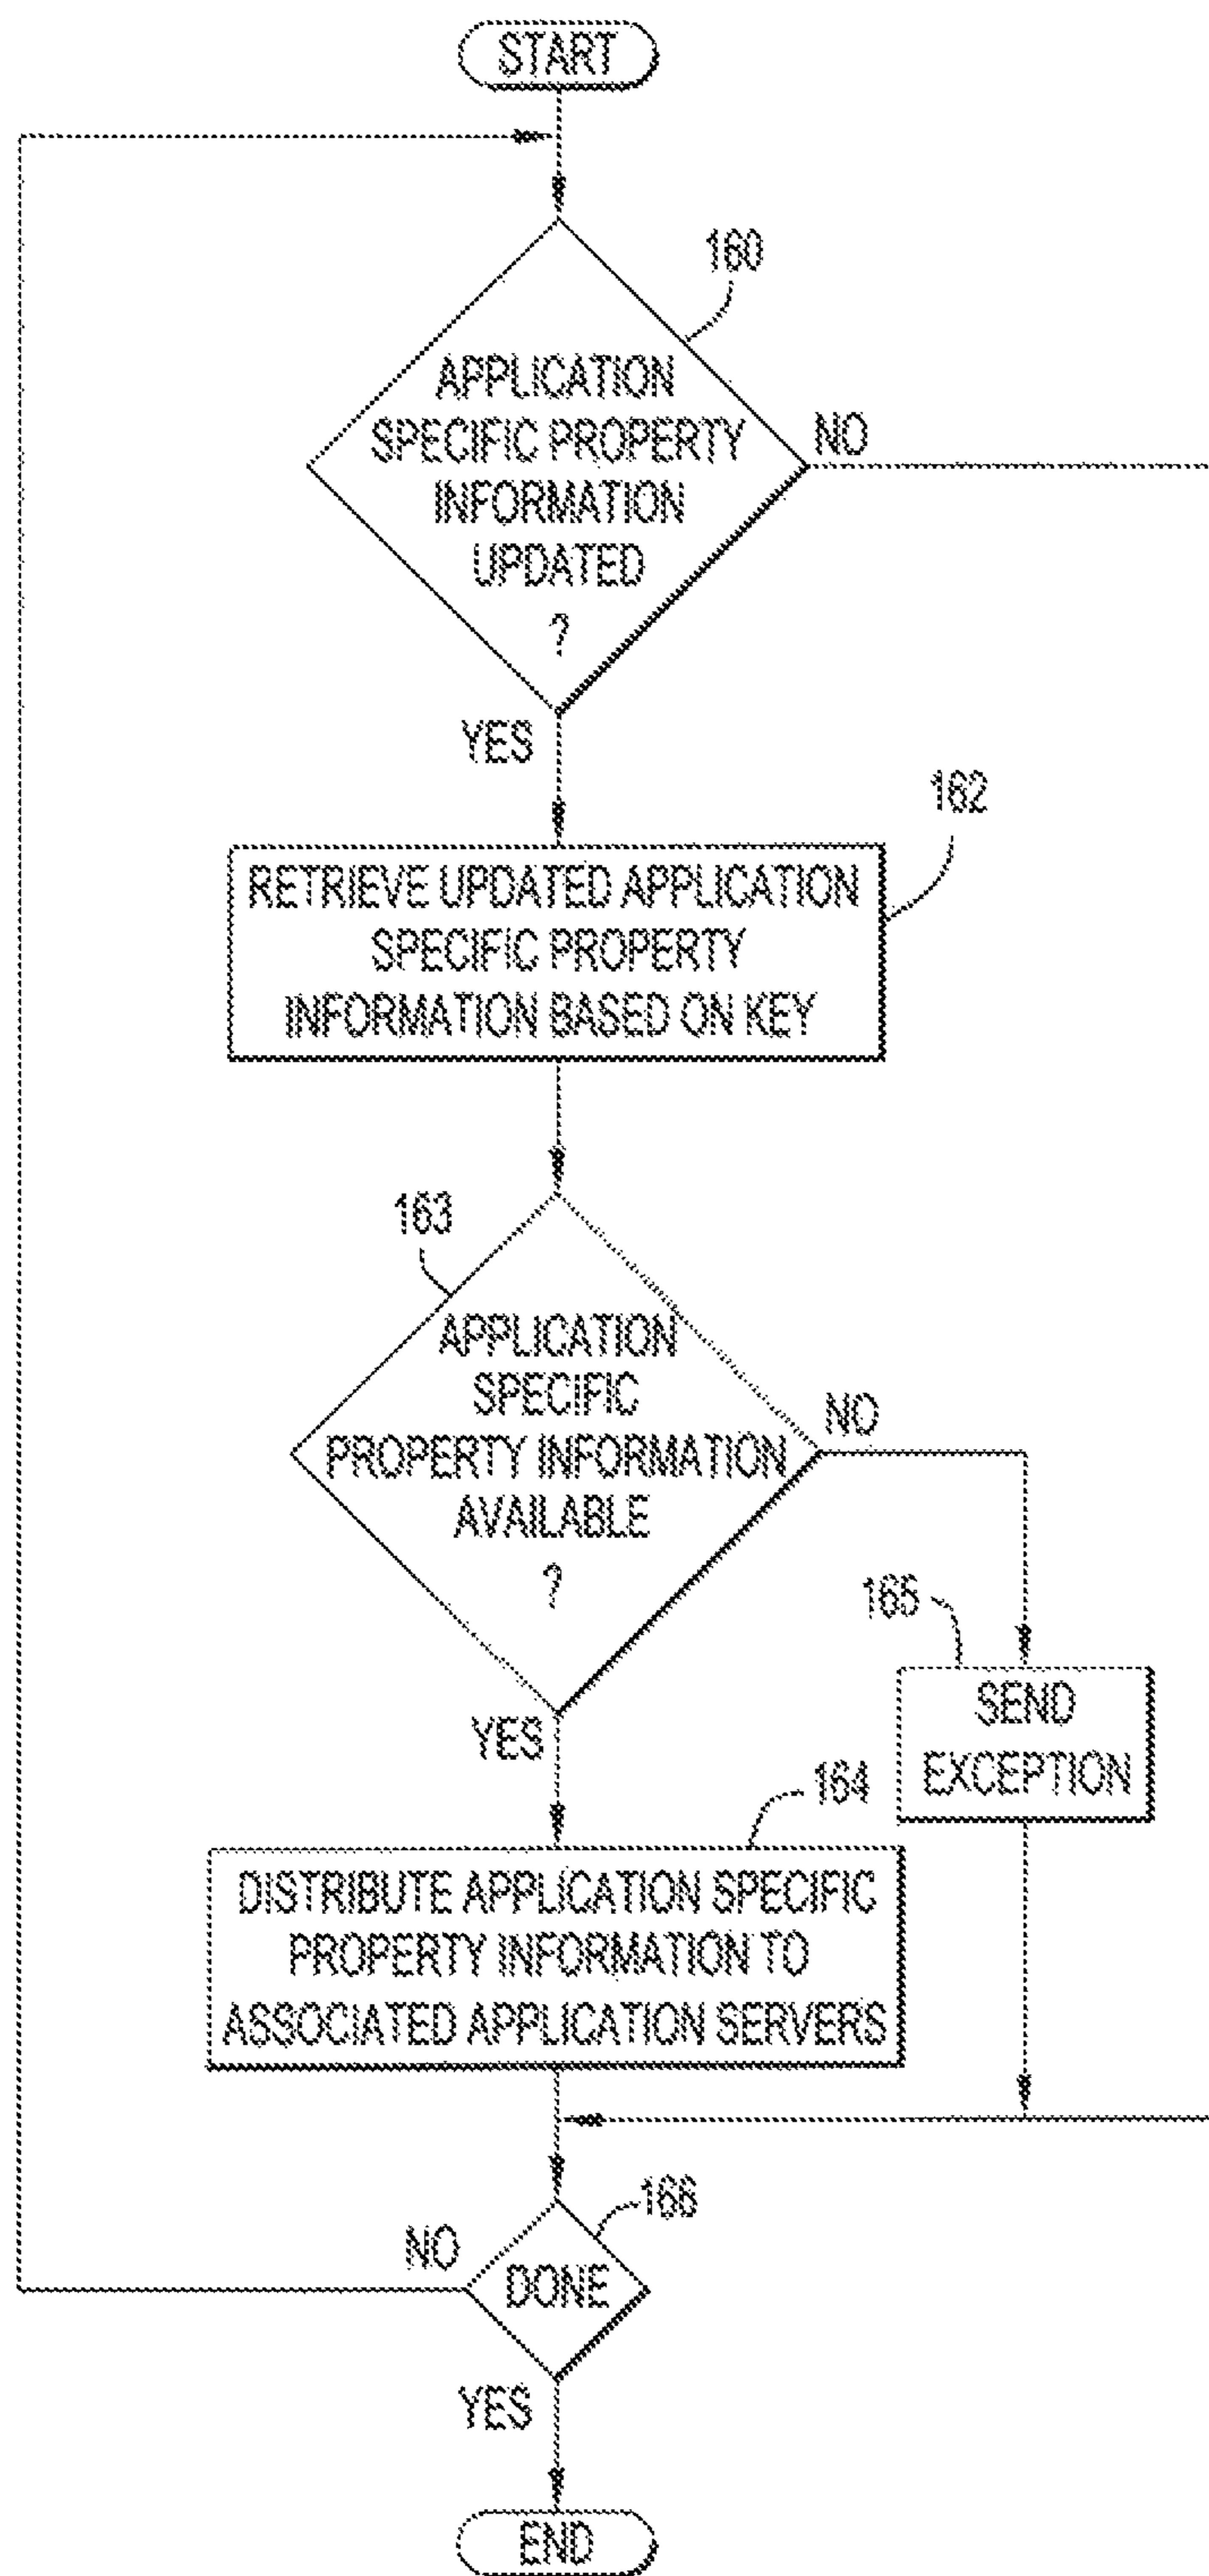 START
160
APPLICATION
SPECIFIC PROPERTY
INFORMATION
UPDATED
?
NO
YES
162
RETRIEVE UPDATED APPLICATION
SPECIFIC PROPERTY
INFORMATION BASED ON KEY
163
APPLICATION
SPECIFIC
PROPERTY INFORMATION
AVAILABLE
?
NO
YES
165
SEND
EXCEPTION
164
DISTRIBUTE APPLICATION SPECIFIC
PROPERTY INFORMATION TO
ASSOCIATED APPLICATION SERVERS
166
NO
DONE
YES
END